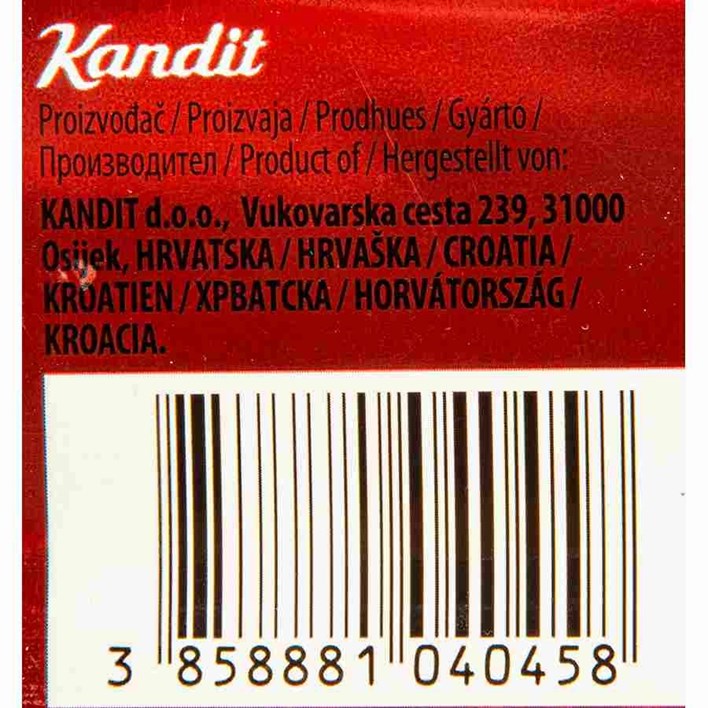 Kandit
Proizvođač / Proizvaja / Prodhues / Gyártó /
Производител / Product of / Hergestellt von:
KANDIT d.o.o., Vukovarska cesta 239, 31000
Osijek, HRVATSKA / HRVAŠKA / CROATIA /
KROATIEN / ХРВАТСКА / HORVÁTORSZÁG /
KROACIA.
3 858881 040458